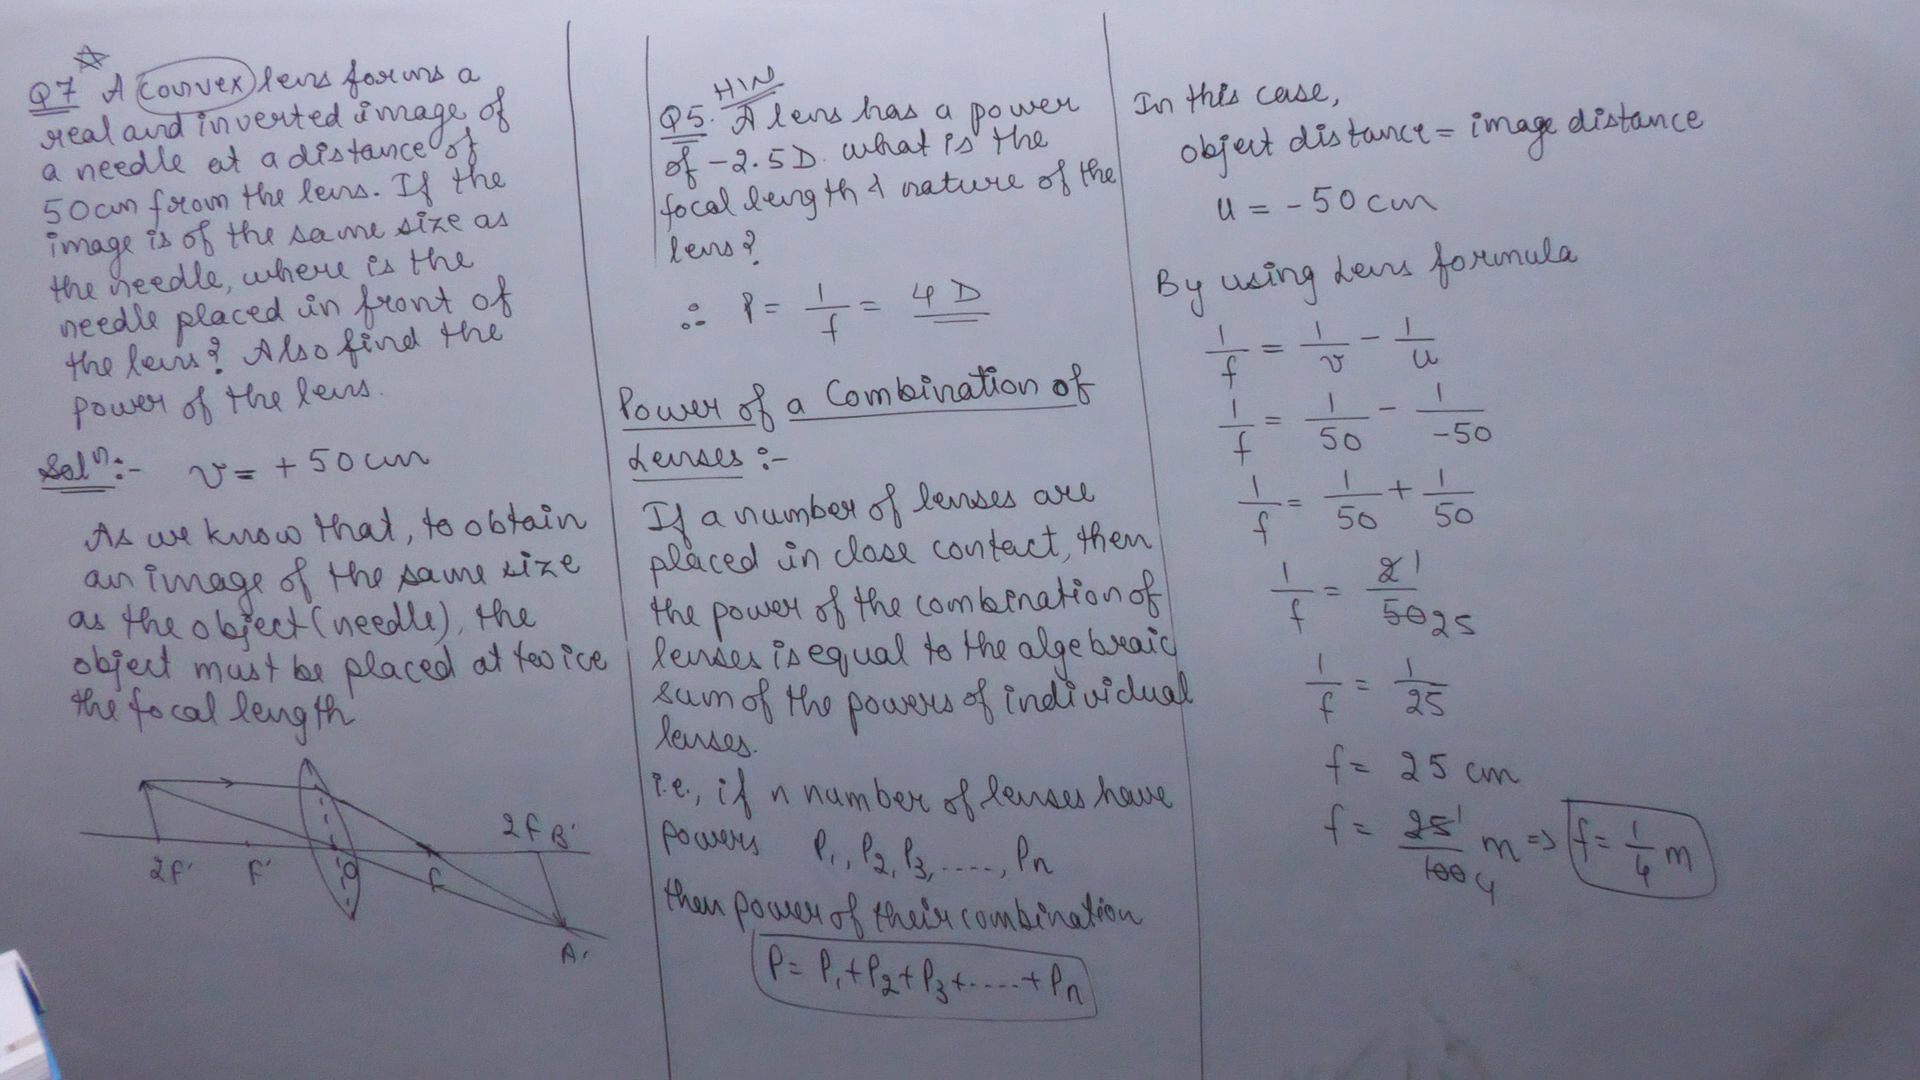 Q7 A convex lens forms a
real and inverted image of
a needle at a distance of
50cm from the lens. If the
image is of the same size as
the needle, where is the
needle placed in front of
the lens? Also find the
power of the lens.
Solⁿ:- v = +50cm
As we know that, to obtain
an image of the same size
as the object (needle), the
object must be placed at twice
the focal length
2F' F' O F 2F B'
A'
H/W
Q5. A lens has a power
of -2.5D. what is the
focal length & nature of the
lens?
∴ P = 1/f = 4D
Power of a Combination of
Lenses :-
If a number of lenses are
placed in close contact, then
the power of the combination of
lenses is equal to the algebraic
sum of the powers of individual
lenses.
i.e., if n number of lenses have
powers P₁, P₂, P₃, ....., Pn
then power of their combination
P = P₁+P₂+P₃+.....+Pn
In this case,
object distance = image distance
u = -50cm
By using Lens formula
1/f = 1/v - 1/u
1/f = 1/50 - 1/-50
1/f = 1/50 + 1/50
1/f = 2 1/50 25
1/f = 1/25
f = 25 cm
f = 25 1/100 4 m => f = 1/4 m